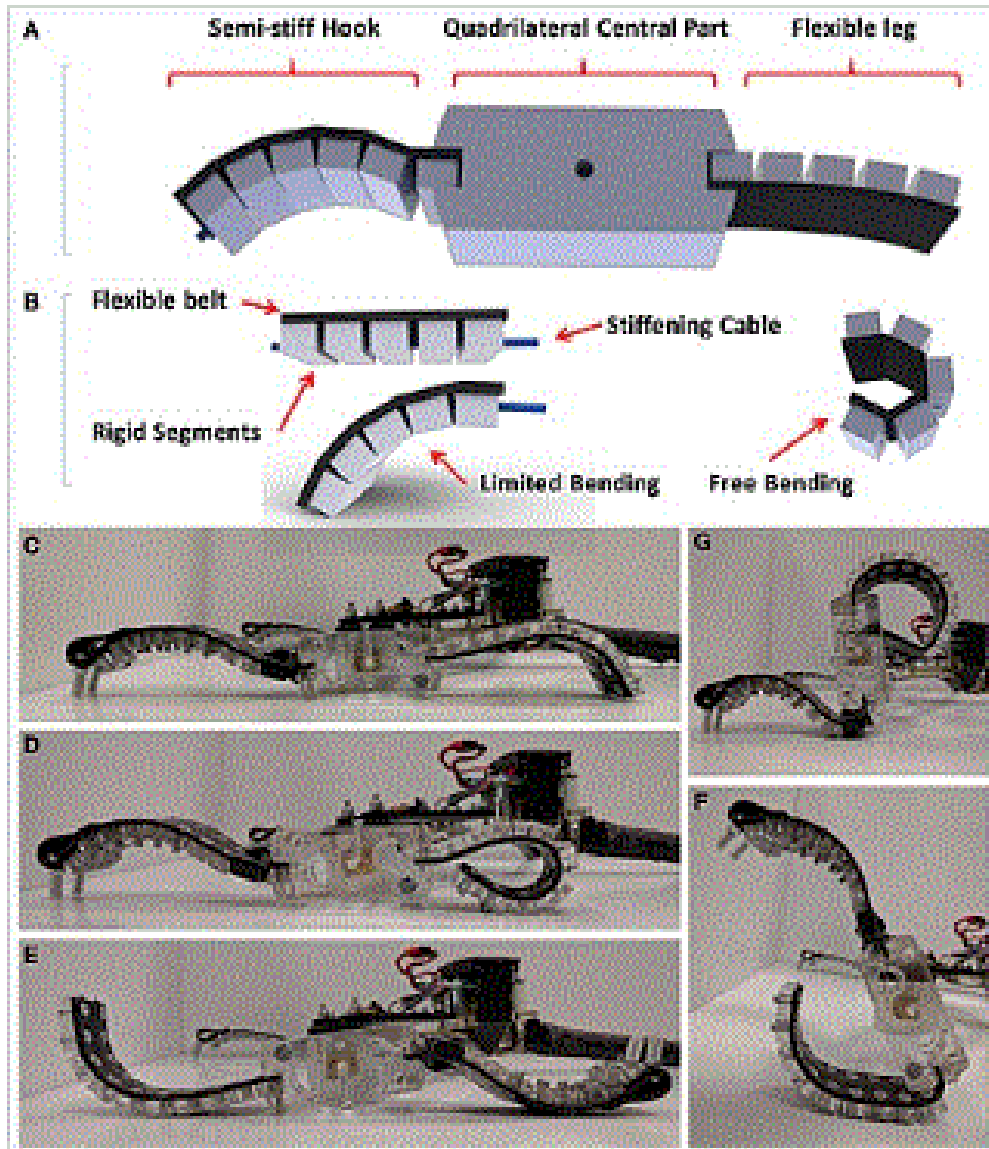 A
Semi-stiff Hook
Quadrilateral Central Part
Flexible leg
B
Flexible belt
Stiffening Cable
Rigid Segments
Limited Bending
Free Bending
C
G
D
F
E